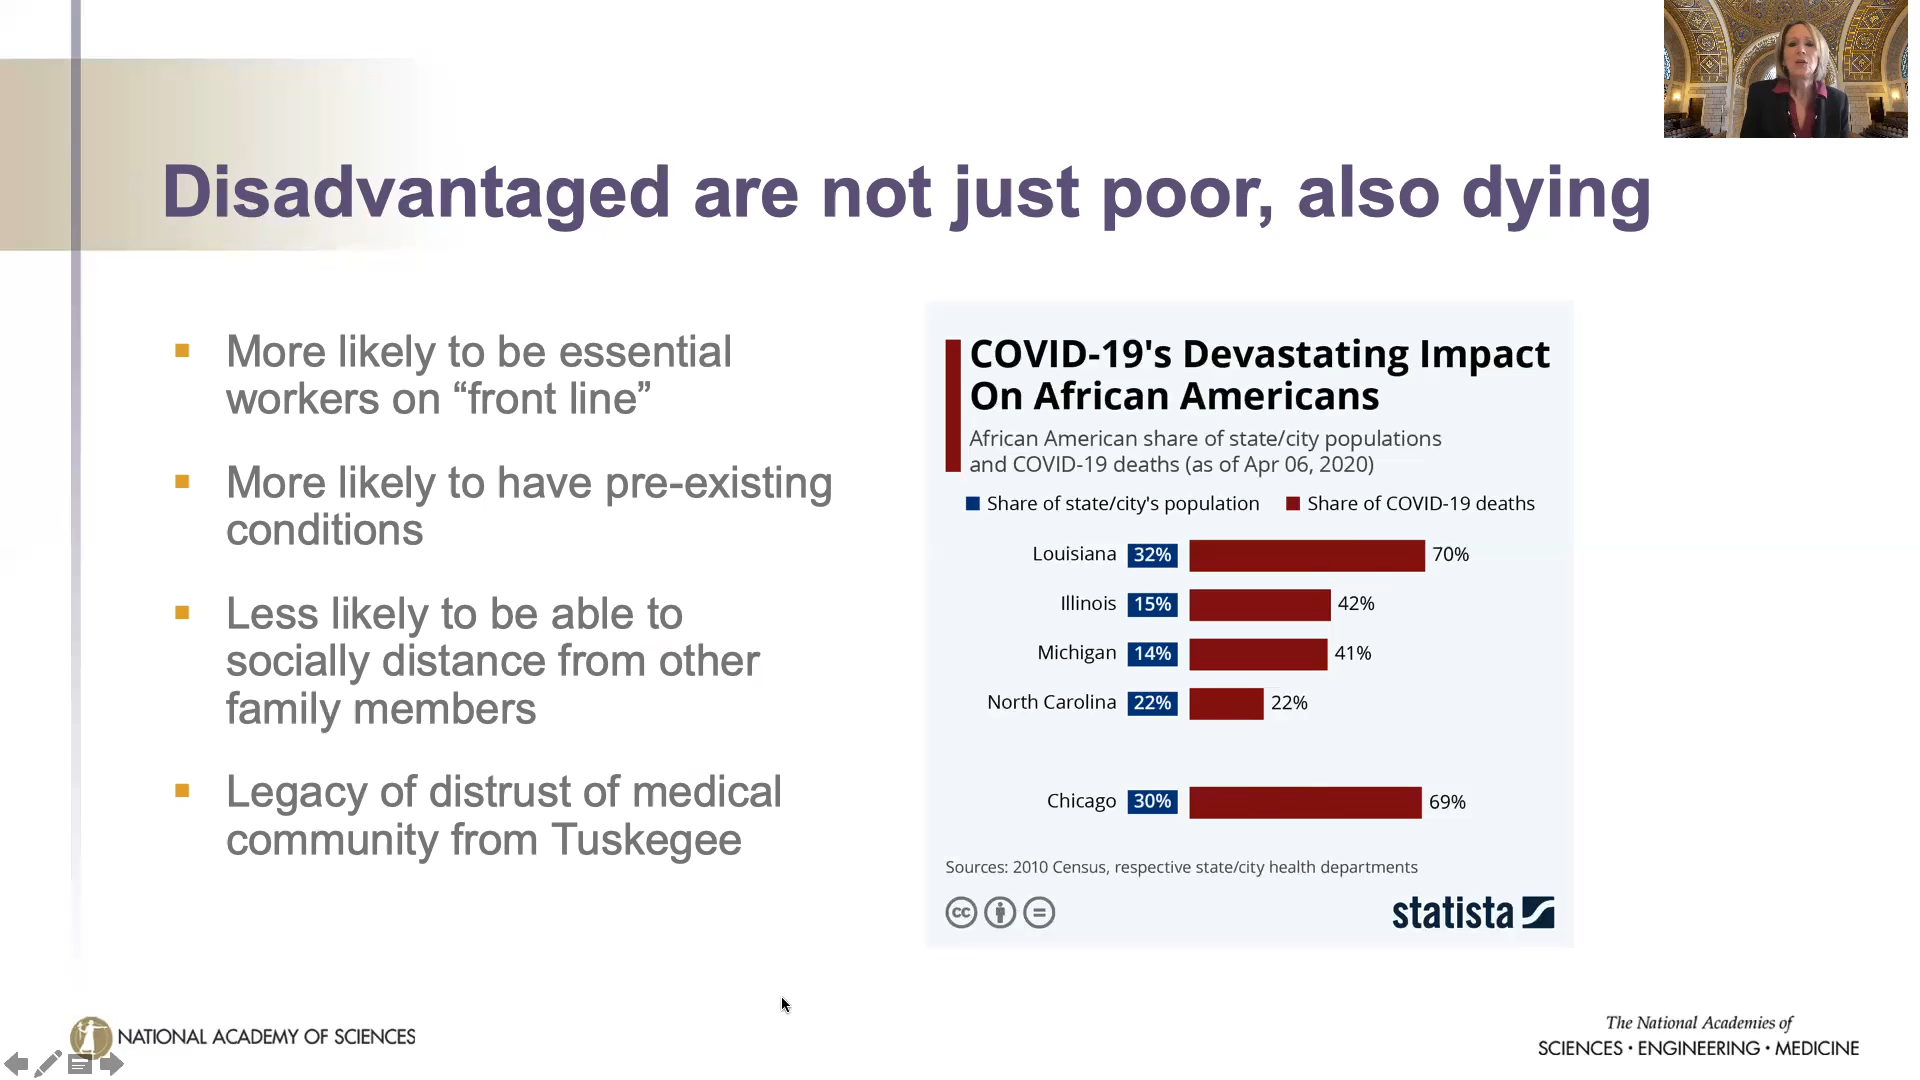 Disadvantaged are not just poor, also dying
▪ More likely to be essential
workers on “front line”
▪ More likely to have pre-existing
conditions
▪ Less likely to be able to
socially distance from other
family members
▪ Legacy of distrust of medical
community from Tuskegee
COVID-19's Devastating Impact
On African Americans
African American share of state/city populations
and COVID-19 deaths (as of Apr 06, 2020)
Share of state/city's population Share of COVID-19 deaths
Louisiana 32% 70%
Illinois 15% 42%
Michigan 14% 41%
North Carolina 22% 22%
Chicago 30% 69%
Sources: 2010 Census, respective state/city health departments
cc
statista
NATIONAL ACADEMY OF SCIENCES
The National Academies of
SCIENCES · ENGINEERING · MEDICINE